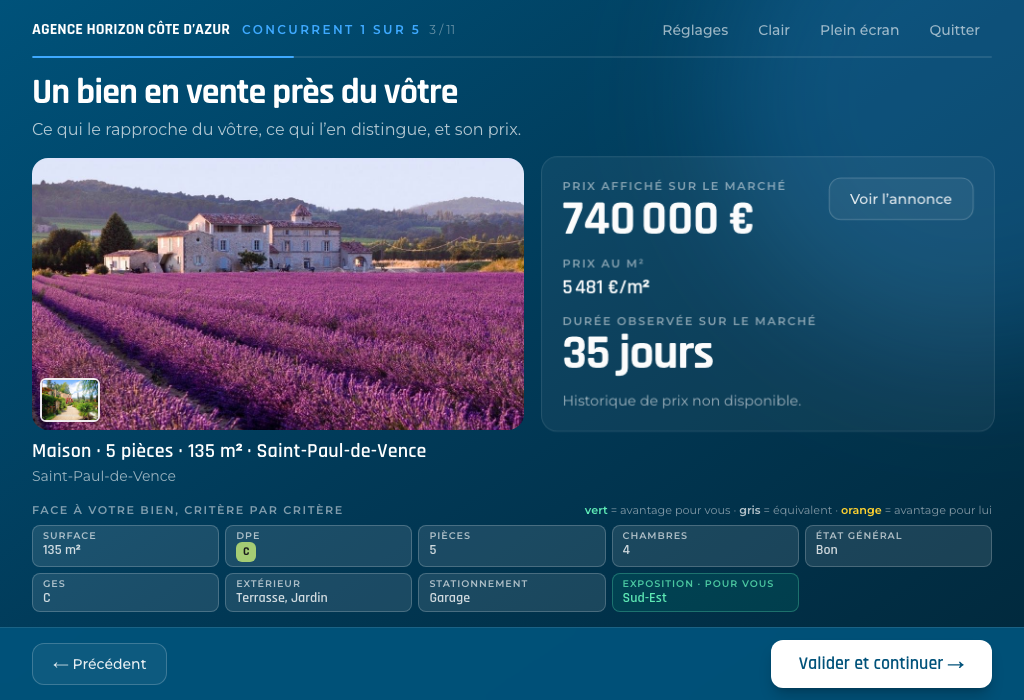 AGENCE HORIZON CÔTE D'AZUR CONCURRENT 1 SUR 5 3/11 Réglages Clair Plein écran Quitter
Un bien en vente près du vôtre
Ce qui le rapproche du vôtre, ce qui l'en distingue, et son prix.
PRIX AFFICHÉ SUR LE MARCHÉ
740 000 €
Voir l'annonce
PRIX AU M²
5 481 €/m²
DURÉE OBSERVÉE SUR LE MARCHÉ
35 jours
Historique de prix non disponible.
Maison · 5 pièces · 135 m² · Saint-Paul-de-Vence
Saint-Paul-de-Vence
FACE À VOTRE BIEN, CRITÈRE PAR CRITÈRE
vert = avantage pour vous · gris = équivalent · orange = avantage pour lui
SURFACE
135 m²
DPE
C
PIÈCES
5
CHAMBRES
4
ÉTAT GÉNÉRAL
Bon
GES
C
EXTÉRIEUR
Terrasse, Jardin
STATIONNEMENT
Garage
EXPOSITION · POUR VOUS
Sud-Est
← Précédent
Valider et continuer →